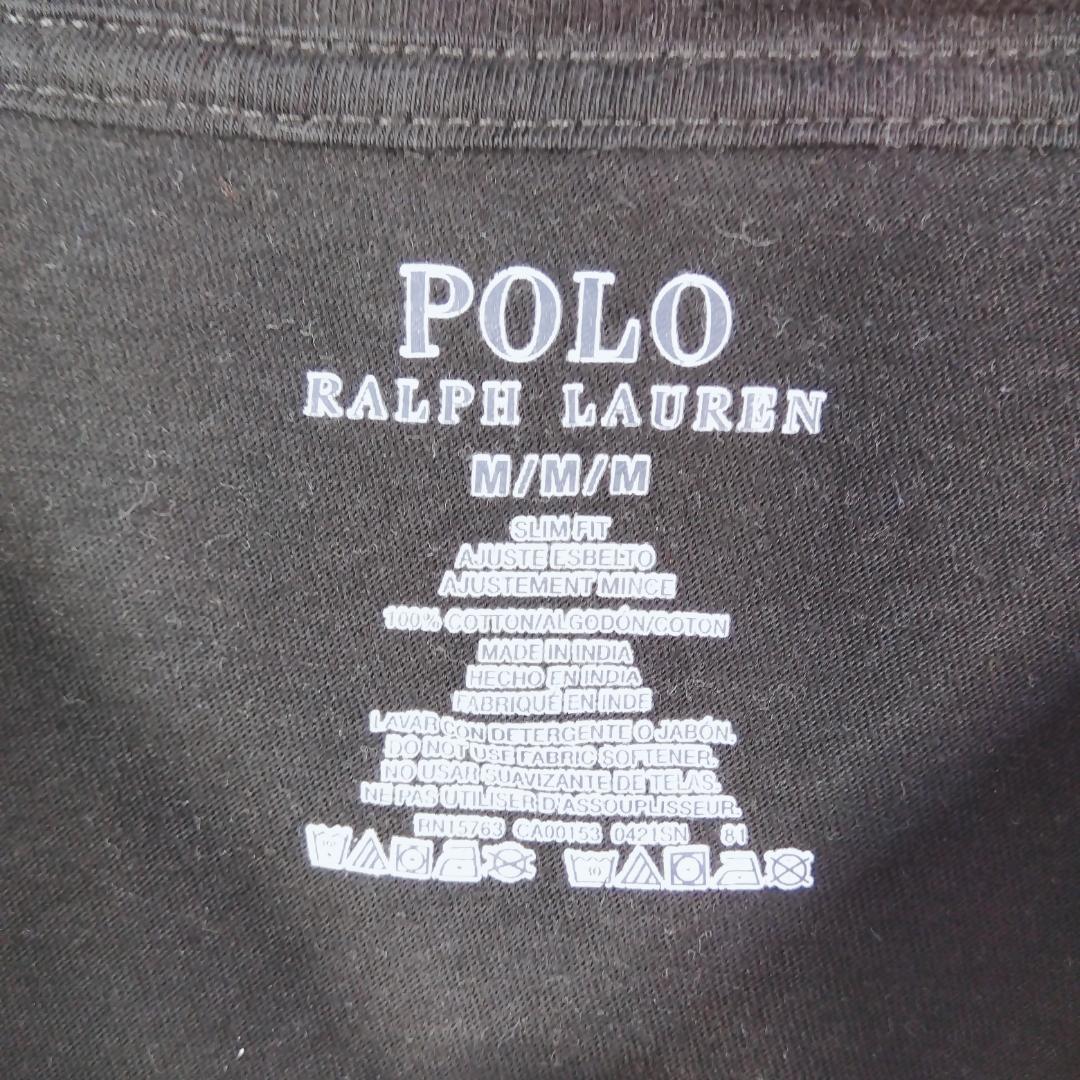 POLO
RALPH LAUREN
M/M/M
SLIM FIT
AJUSTE ESBELTO
AJUSTEMENT MINCE
100% COTTON/ALGODÓN/COTON
MADE IN INDIA
HECHO EN INDIA
FABRIQUÉ EN INDE
LAVAR CON DETERGENTE O JABÓN.
DO NOT USE FABRIC SOFTENER.
NO USAR SUAVIZANTE DE TELAS.
NE PAS UTILISER D'ASSOUPLISSEUR.
RN15763 CA00153 0421SN 81